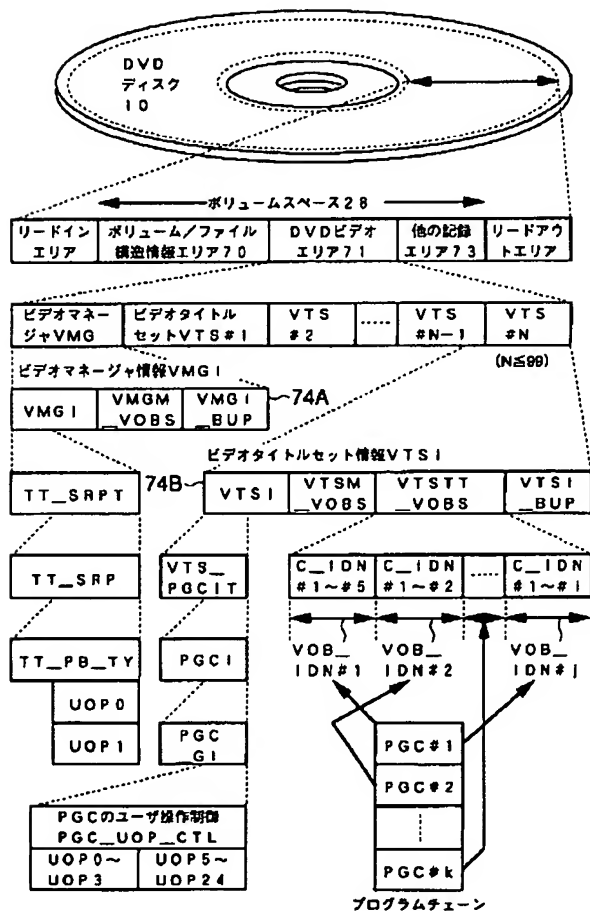 DVD
ディスク
10
ボリュームスペース28
リードイン
エリア
ボリューム/ファイル
構造情報エリア70
DVDビデオ
エリア71
他の記録
エリア73
リードアウ
トエリア
ビデオマネー
ジャVMG
ビデオタイトル
セットVTS#1
VTS
#2
……
VTS
#N-1
VTS
#N
(N≦99)
ビデオマネージャ情報VMGI
VMGI
VMGM
_VOBS
VMGI
_BUP
74A
ビデオタイトルセット情報VTSI
74B
TT_SRPT
VTSI
VTSM
_VOBS
VTSTT
_VOBS
VTSI
_BUP
TT_SRP
VTS_
PGCIT
C_IDN
#1~#5
C_IDN
#1~#2
……
C_IDN
#1~#i
VOB_
IDN#1
VOB_
IDN#2
VOB_
IDN#j
TT_PB_TY
PGCI
UOP0
UOP1
PGC
_GI
PGC#1
PGC#2
PGC#k
プログラムチェーン
PGCのユーザ操作制御
PGC_UOP_CTL
UOP0~
UOP3
UOP5~
UOP24